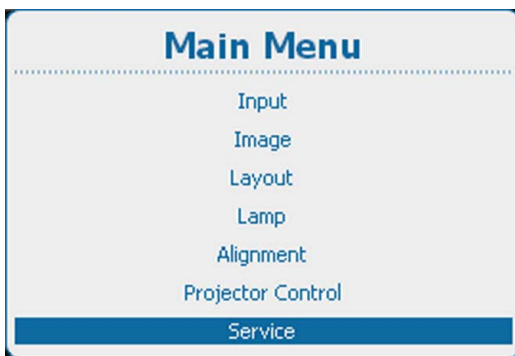 Main Menu
Input
Image
Layout
Lamp
Alignment
Projector Control
Service